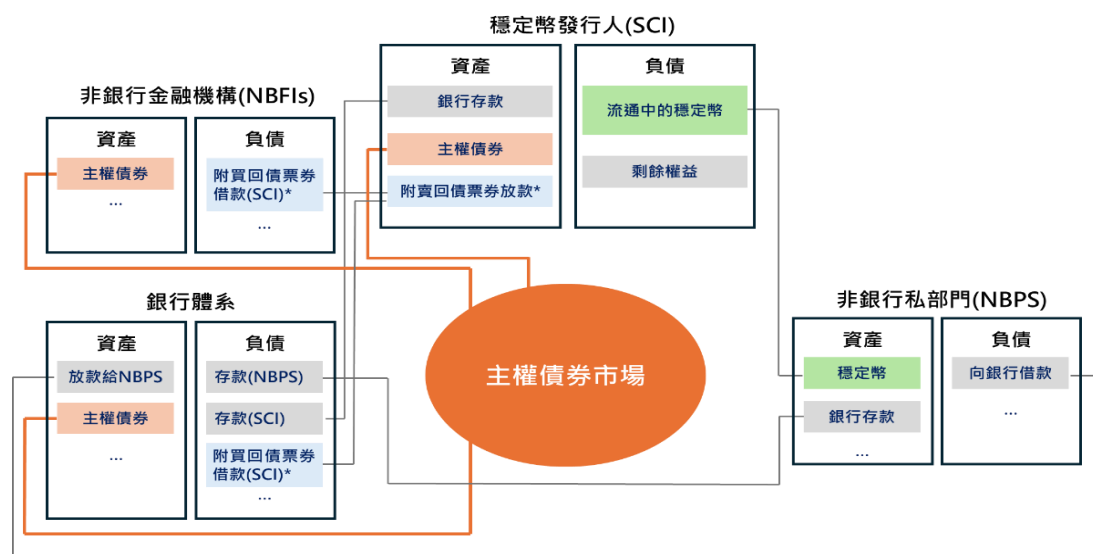 穩定幣發行人(SCI)
資產
銀行存款
主權債券
附賣回債票券放款*
負債
流通中的穩定幣
剩餘權益
非銀行金融機構(NBFIs)
資產
主權債券
...
負債
附買回債票券
借款(SCI)*
...
銀行體系
資產
放款給NBPS
主權債券
...
負債
存款(NBPS)
存款(SCI)
附買回債票券
借款(SCI)*
...
主權債券市場
非銀行私部門(NBPS)
資產
穩定幣
銀行存款
...
負債
向銀行借款
...